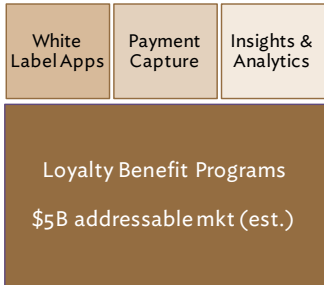 White
Label Apps
Payment
Capture
Insights &
Analytics
Loyalty Benefit Programs
$5B addressable mkt (est.)